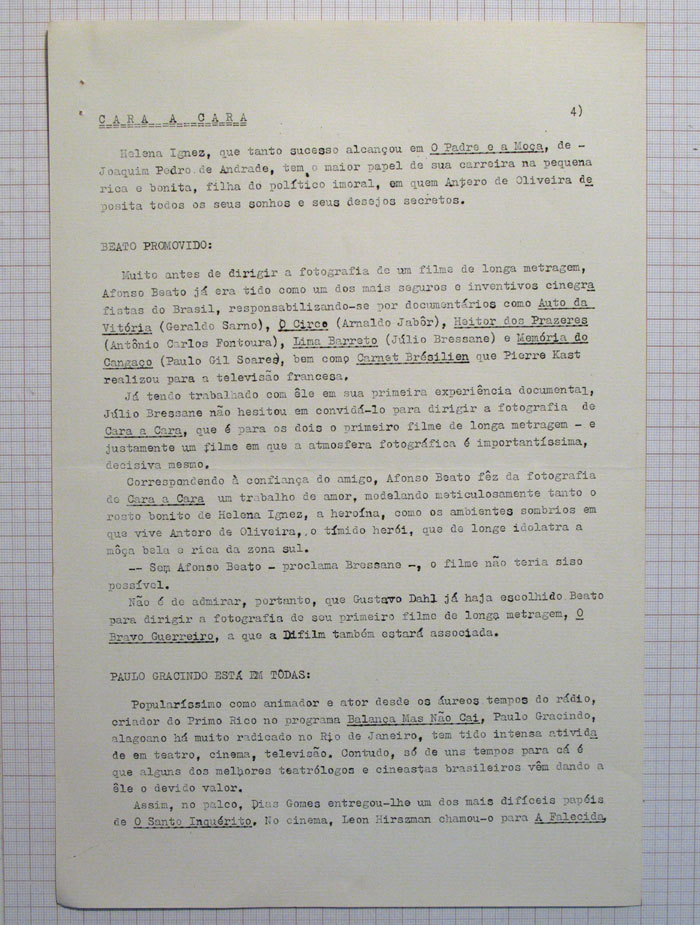 CARA A CARA 4)
Helena Ignez, que tanto sucesso alcançou em O Padre e a Moça, de -
Joaquim Pedro de Andrade, tem o maior papel de sua carreira na pequena
rica e bonita, filha do político imoral, em quem Antero de Oliveira de
posita todos os seus sonhos e seus desejos secretos.
BEATO PROMOVIDO:
Muito antes de dirigir a fotografia de um filme de longa metragem,
Afonso Beato já era tido como um dos mais seguros e inventivos cinegra
fistas do Brasil, responsabilizando-se por documentários como Auto da
Vitória (Geraldo Sarno), O Circo (Arnaldo Jabôr), Heitor dos Prazeres
(Antônio Carlos Fontoura), Lima Barreto (Júlio Bressane) e Memória do
Cangaço (Paulo Gil Soares), bem como Carnet Brésilien que Pierre Kast
realizou para a televisão francesa.
Já tendo trabalhado com êle em sua primeira experiência documental,
Júlio Bressane não hesitou em convidá-lo para dirigir a fotografia de
Cara a Cara, que é para os dois o primeiro filme de longa metragem - e
justamente um filme em que a atmosfera fotográfica é importantíssima,
decisiva mesmo.
Correspondendo à confiança do amigo, Afonso Beato fêz da fotografia
de Cara a Cara um trabalho de amor, modelando meticulosamente tanto o
rosto bonito de Helena Ignez, a heroína, como os ambientes sombrios em
que vive Antero de Oliveira, o tímido herói, que de longe idolatra a
môça bela e rica da zona sul.
-- Sem Afonso Beato - proclama Bressane -, o filme não teria siso
possível.
Não é de admirar, portanto, que Gustavo Dahl já haja escolhido Beato
para dirigir a fotografia de seu primeiro filme de longa metragem, O
Bravo Guerreiro, a que a Difilm também estará associada.
PAULO GRACINDO ESTÁ EM TÔDAS:
Popularíssimo como animador e ator desde os áureos tempos do rádio,
criador do Primo Rico no programa Balança Mas Não Cai, Paulo Gracindo,
alagoano há muito radicado no Rio de Janeiro, tem tido intensa ativida
de em teatro, cinema, televisão. Contudo, só de uns tempos para cá é
que alguns dos melhores teatrólogos e cineastas brasileiros vêm dando a
êle o devido valor.
Assim, no palco, Dias Gomes entregou-lhe um dos mais difíceis papéis
de O Santo Inquérito. No cinema, Leon Hirszman chamou-o para A Falecida,